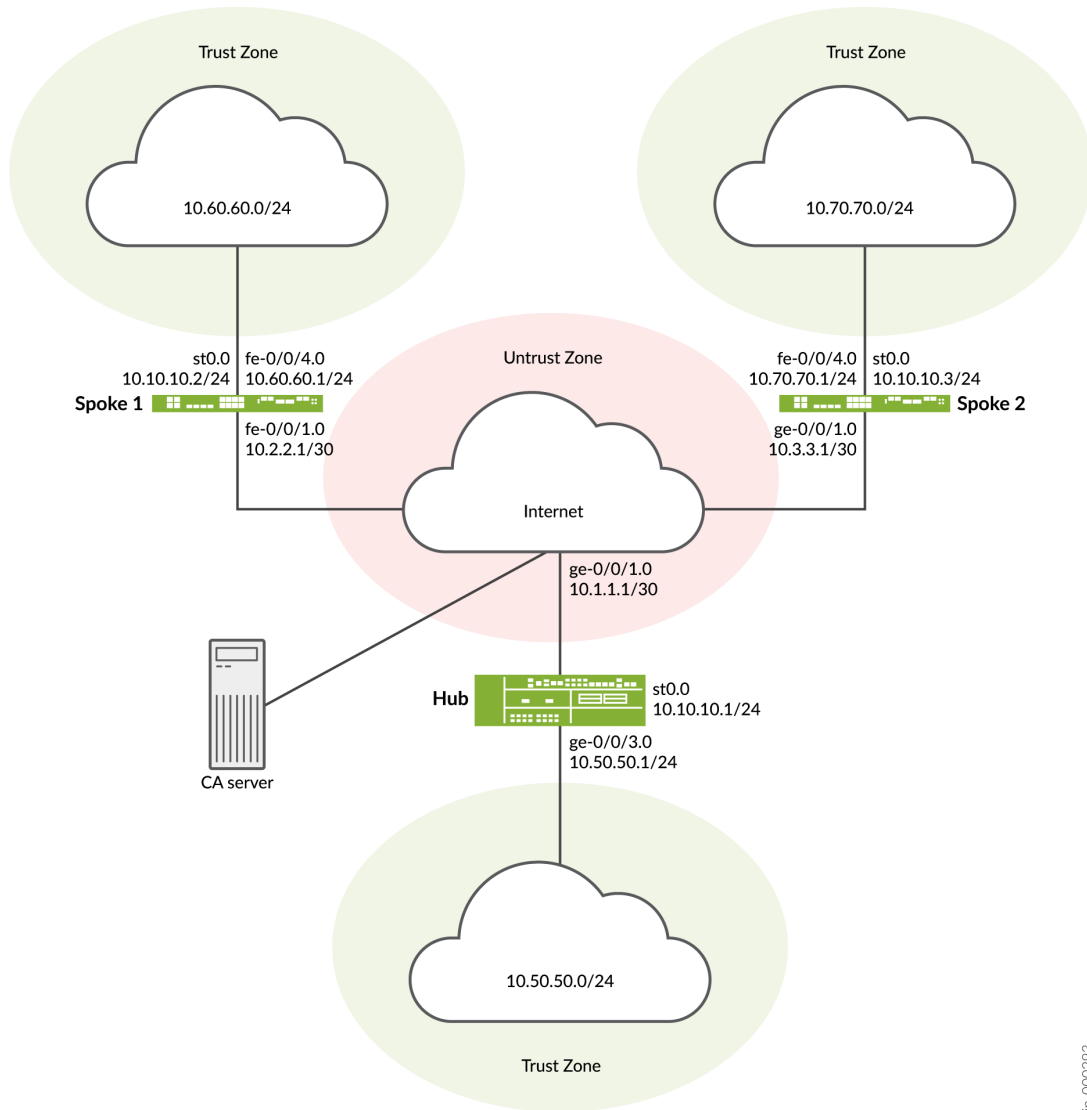 Trust Zone
10.60.60.0/24
Trust Zone
10.70.70.0/24
st0.0
10.10.10.2/24
fe-0/0/4.0
10.60.60.1/24
Spoke 1
fe-0/0/1.0
10.2.2.1/30
Untrust Zone
Internet
fe-0/0/4.0
10.70.70.1/24
st0.0
10.10.10.3/24
Spoke 2
ge-0/0/1.0
10.3.3.1/30
ge-0/0/1.0
10.1.1.1/30
CA server
Hub
st0.0
10.10.10.1/24
ge-0/0/3.0
10.50.50.1/24
10.50.50.0/24
Trust Zone